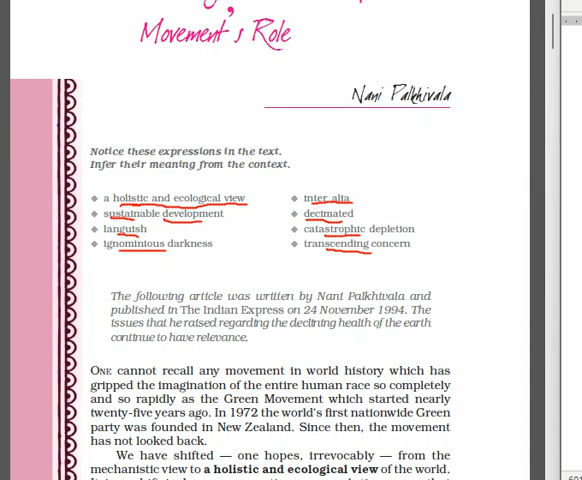 Movement's Role
Nani Palkhivala
Notice these expressions in the text.
Infer their meaning from the context.
❖ a holistic and ecological view
❖ inter alia
❖ sustainable development
❖ decimated
❖ languish
❖ catastrophic depletion
❖ ignominious darkness
❖ transcending concern
The following article was written by Nani Palkhivala and
published in The Indian Express on 24 November 1994. The
issues that he raised regarding the declining health of the earth
continue to have relevance.
ONE cannot recall any movement in world history which has
gripped the imagination of the entire human race so completely
and so rapidly as the Green Movement which started nearly
twenty-five years ago. In 1972 the world's first nationwide Green
party was founded in New Zealand. Since then, the movement
has not looked back.
We have shifted — one hopes, irrevocably — from the
mechanistic view to a holistic and ecological view of the world.